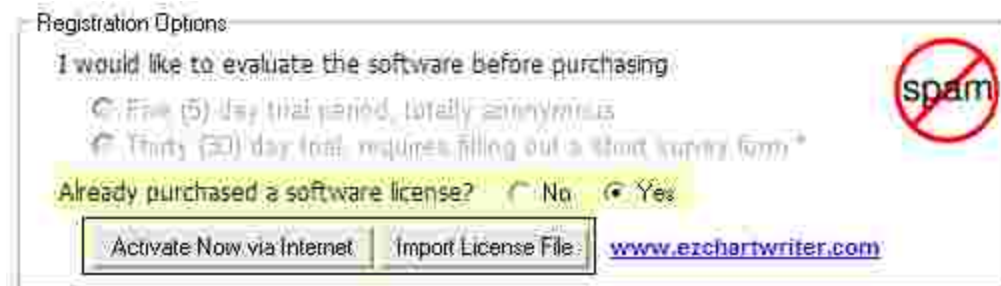 Registration Options
I would like to evaluate the software before purchasing
spam
Five (5) day trial period, totally anonymous
Thirty (30) day trial, requires filling out a short survey form *
Already purchased a software license? No Yes
Activate Now via Internet Import License File www.ezchartwriter.com